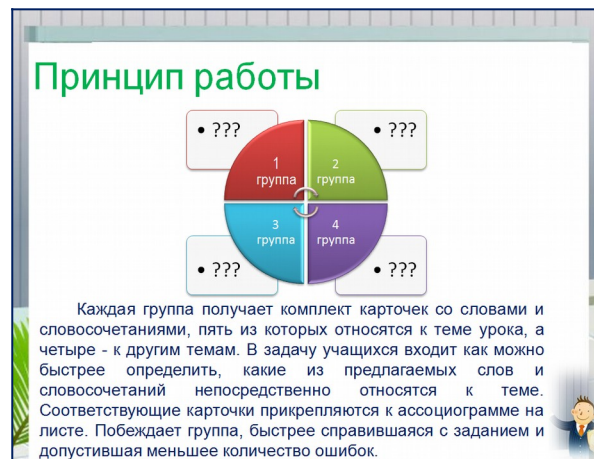 Принцип работы
• ???
• ???
1
группа
2
группа
3
группа
4
группа
• ???
• ???
Каждая группа получает комплект карточек со словами и
словосочетаниями, пять из которых относятся к теме урока, а
четыре - к другим темам. В задачу учащихся входит как можно
быстрее определить, какие из предлагаемых слов и
словосочетаний непосредственно относятся к теме.
Соответствующие карточки прикрепляются к ассоциограмме на
листе. Побеждает группа, быстрее справившаяся с заданием и
допустившая меньшее количество ошибок.